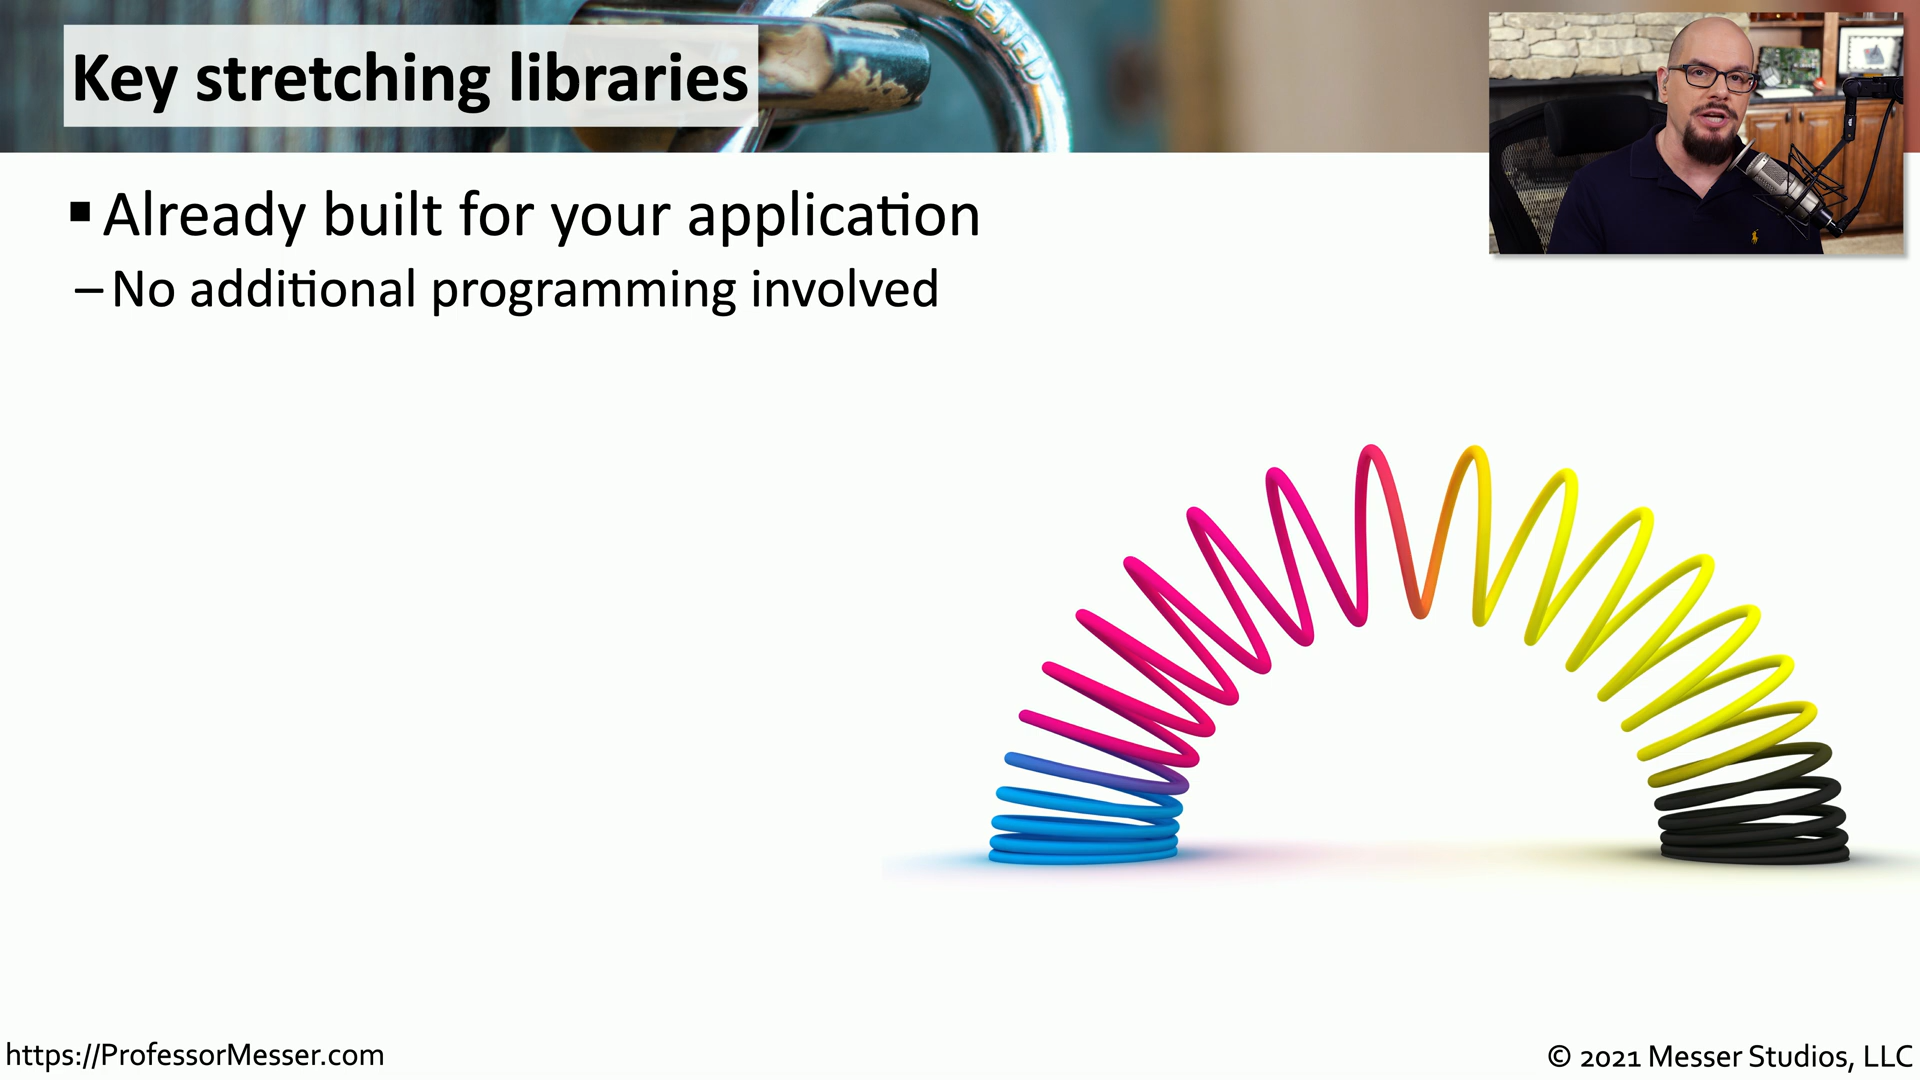 Key stretching libraries
▪ Already built for your application
– No additional programming involved
https://ProfessorMesser.com
© 2021 Messer Studios, LLC